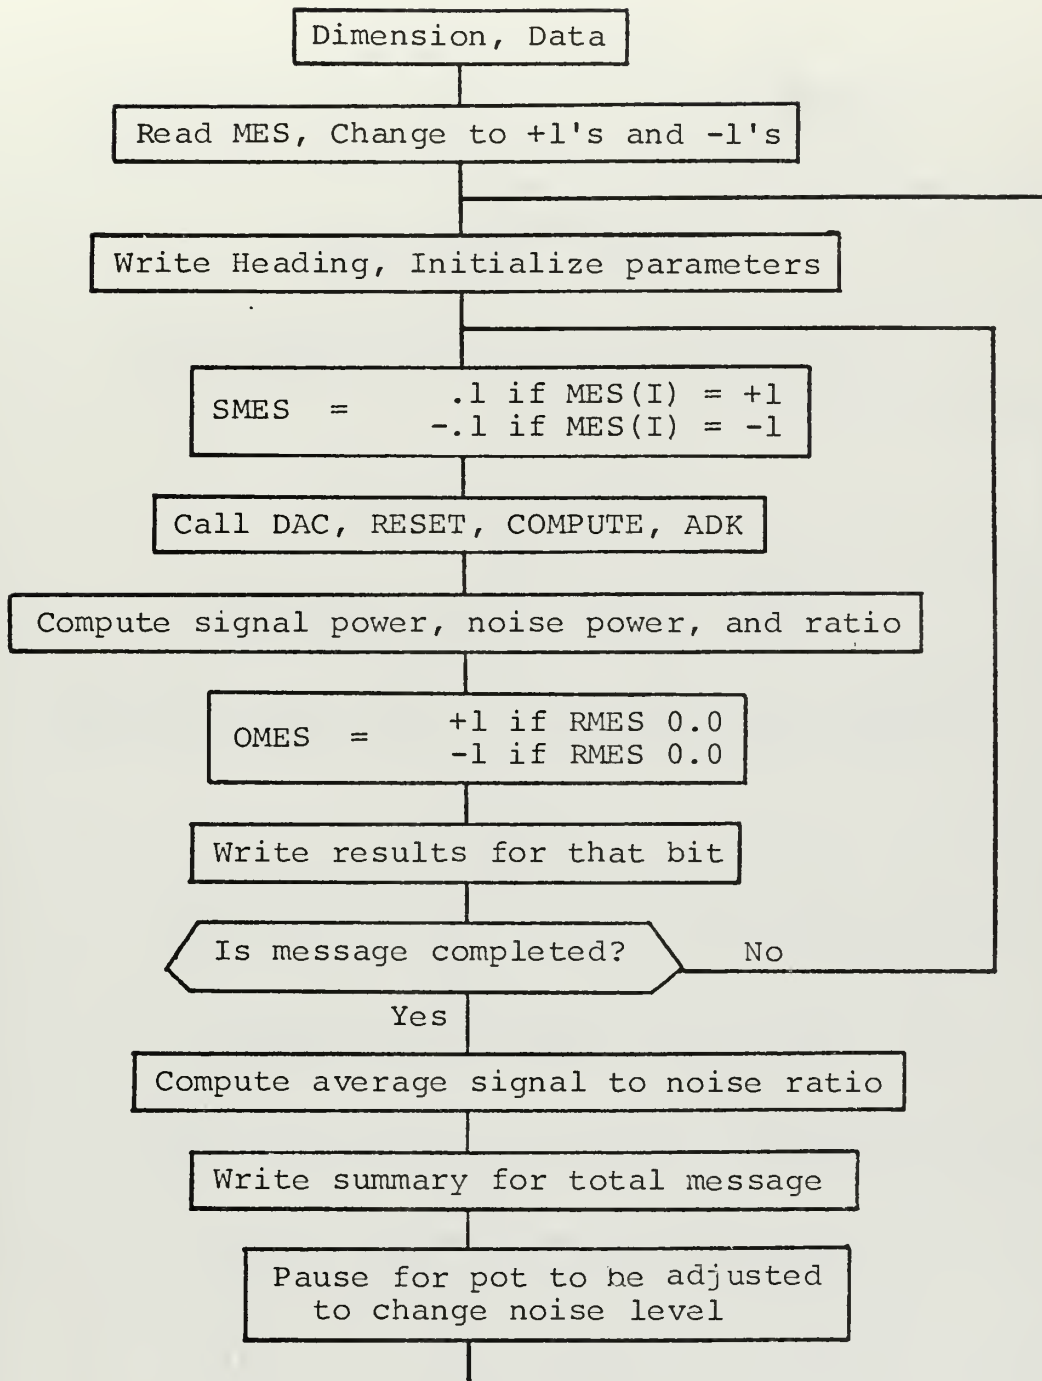 Dimension, Data
Read MES, Change to +1's and -1's
Write Heading, Initialize parameters
SMES = .1 if MES(I) = +1
-.1 if MES(I) = -1
Call DAC, RESET, COMPUTE, ADK
Compute signal power, noise power, and ratio
OMES = +1 if RMES 0.0
-1 if RMES 0.0
Write results for that bit
Is message completed? No
Yes
Compute average signal to noise ratio
Write summary for total message
Pause for pot to be adjusted
to change noise level